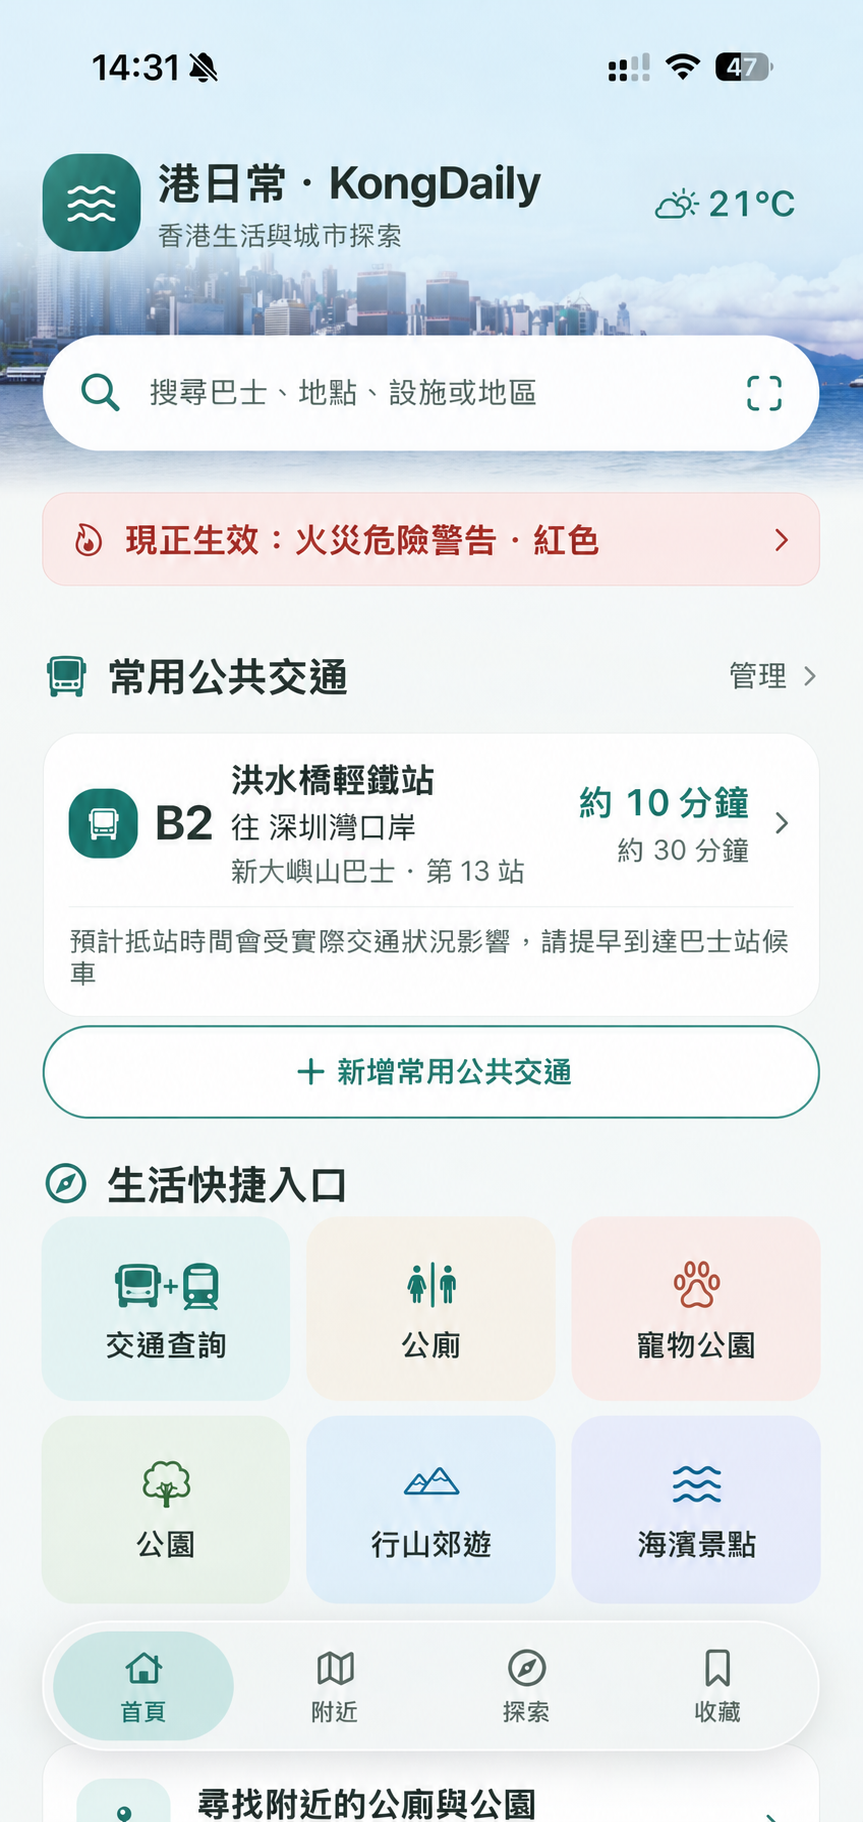 14:31
47
港日常 · KongDaily
香港生活與城市探索
21°C
搜尋巴士、地點、設施或地區
現正生效：火災危險警告 · 紅色
常用公共交通
管理
B2
洪水橋輕鐵站
往 深圳灣口岸
新大嶼山巴士 · 第 13 站
約 10 分鐘
約 30 分鐘
預計抵站時間會受實際交通狀況影響，請提早到達巴士站候
車
新增常用公共交通
生活快捷入口
交通查詢
公廁
寵物公園
公園
行山郊遊
海濱景點
首頁
附近
探索
收藏
尋找附近的公廁與公園